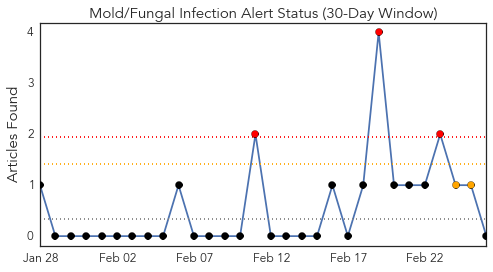 Mold/Fungal Infection Alert Status (30-Day Window)
Articles Found
4
3
2
1
0
Jan 28
Feb 02
Feb 07
Feb 12
Feb 17
Feb 22